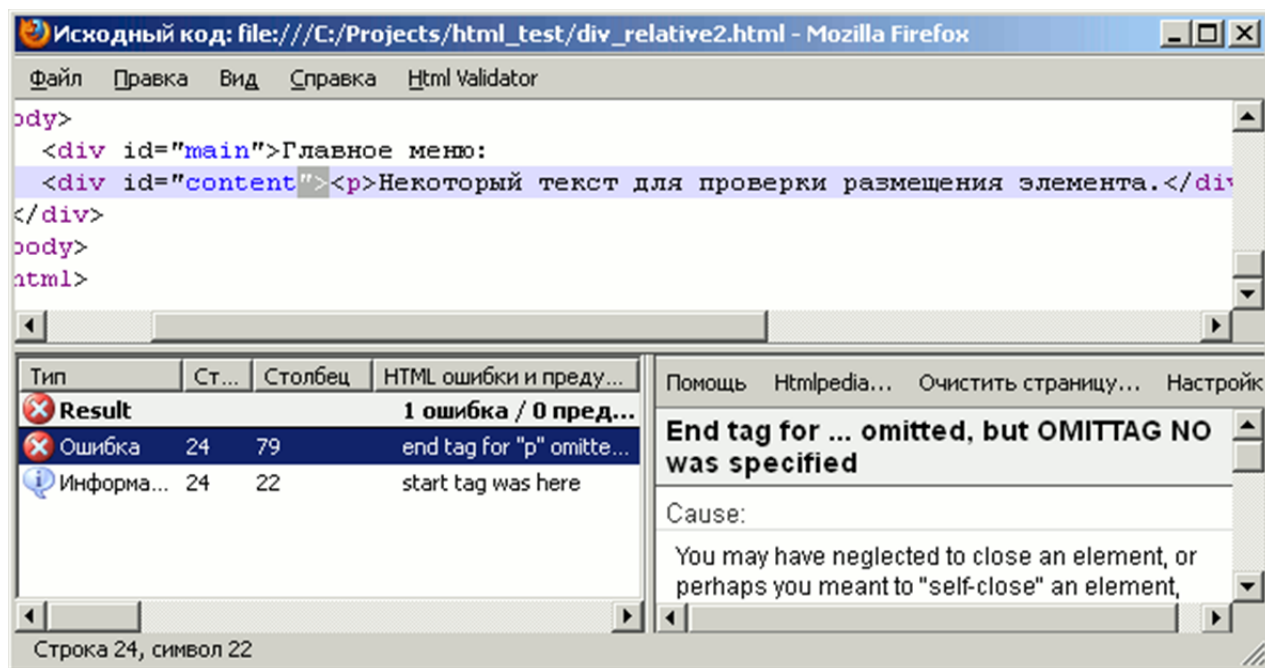 Исходный код: file:///C:/Projects/html_test/div_relative2.html - Mozilla Firefox
Файл Правка Вид Справка Html Validator
ody>
<div id="main">Главное меню:
<div id="content"><p>Некоторый текст для проверки размещения элемента.</div
</div>
body>
html>
Тип Ст... Столбец HTML ошибки и преду...
Result 1 ошибка / 0 пред...
Ошибка 24 79 end tag for "p" omitte...
Информа... 24 22 start tag was here
Помощь Htmlpedia... Очистить страницу... Настройк
End tag for ... omitted, but OMITTAG NO
was specified
Cause:
You may have neglected to close an element, or
perhaps you meant to "self-close" an element,
Строка 24, символ 22